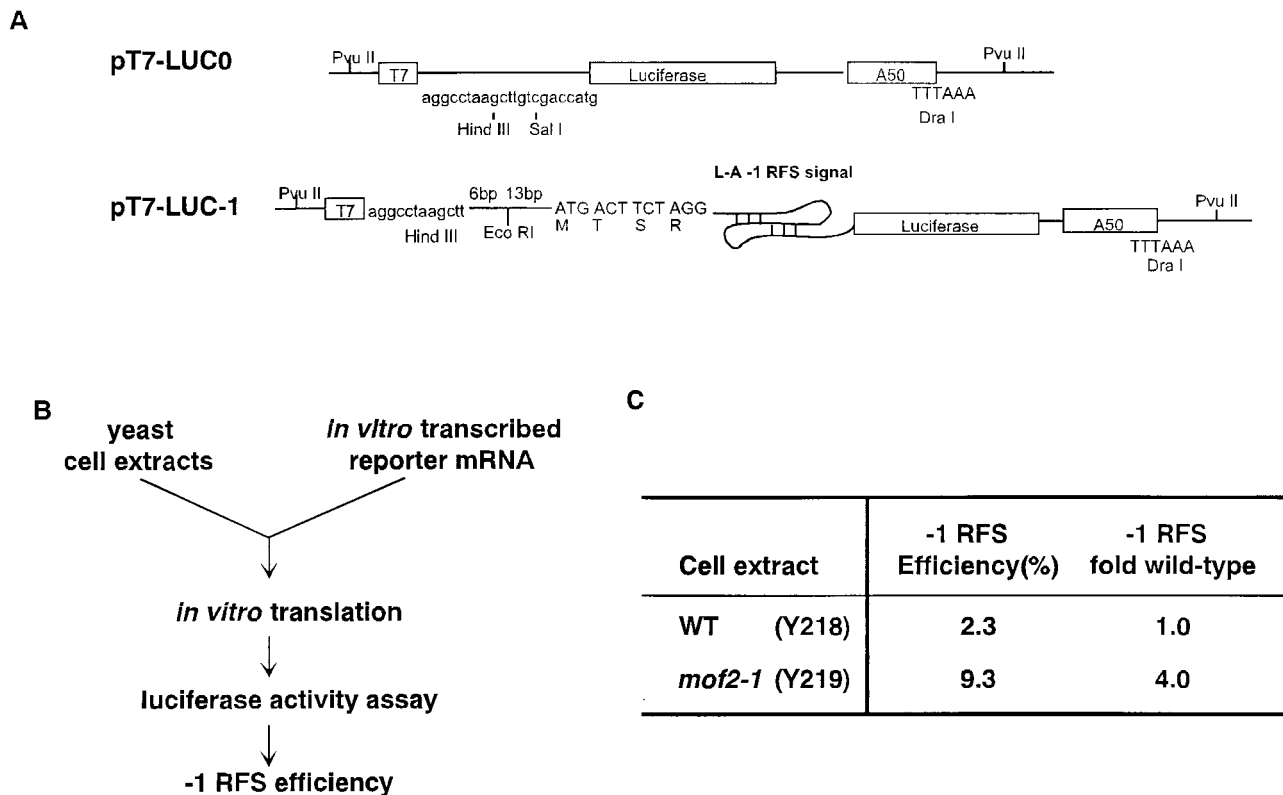 A
pT7-LUC0
Pvu II
T7
Luciferase
A50
Pvu II
aggcctaagcttgtcgaccatg
TTTAAA
Hind III
Sal I
Dra I
L-A -1 RFS signal
pT7-LUC-1
Pvu II
T7
aggcctaagctt
6bp 13bp
ATG ACT TCT AGG
Pvu II
Hind III
Eco RI
M T S R
Luciferase
A50
TTTAAA
Dra I
B
yeast
cell extracts
in vitro transcribed
reporter mRNA
in vitro translation
luciferase activity assay
-1 RFS efficiency
C
Cell extract
-1 RFS
Efficiency(%)
-1 RFS
fold wild-type
WT (Y218) 2.3 1.0
mof2-1 (Y219) 9.3 4.0